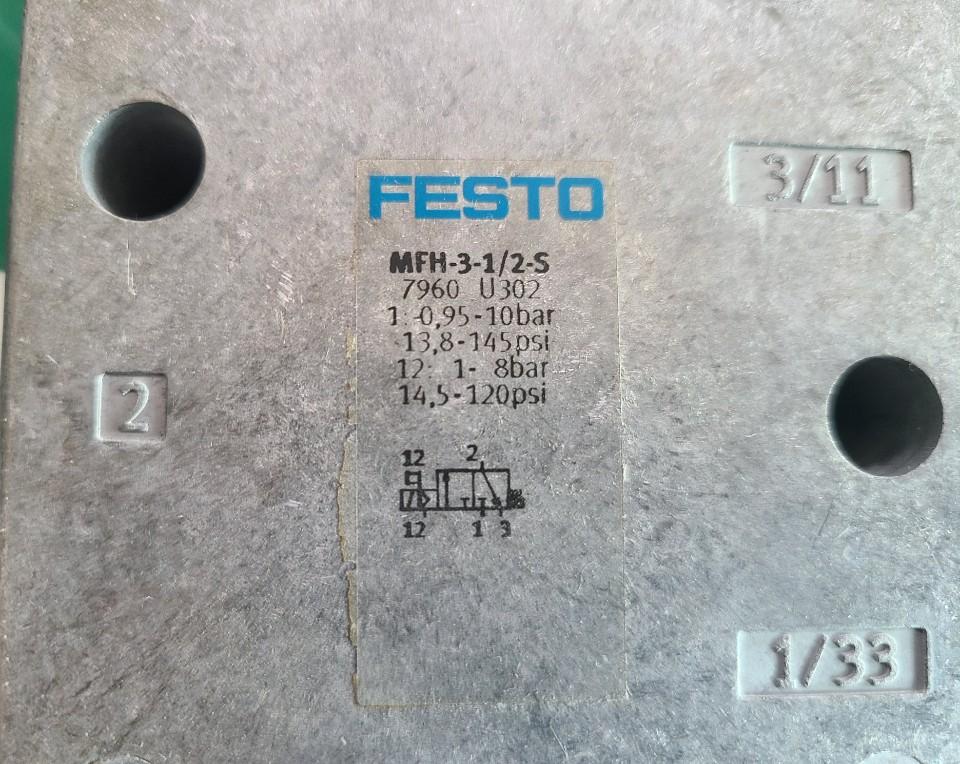 FESTO
3/11
MFH-3-1/2-S
7960 U302
1: -0,95-10bar
-13,8-145psi
12: 1- 8bar
14,5-120psi
2
12 2
12 1 3
1/33